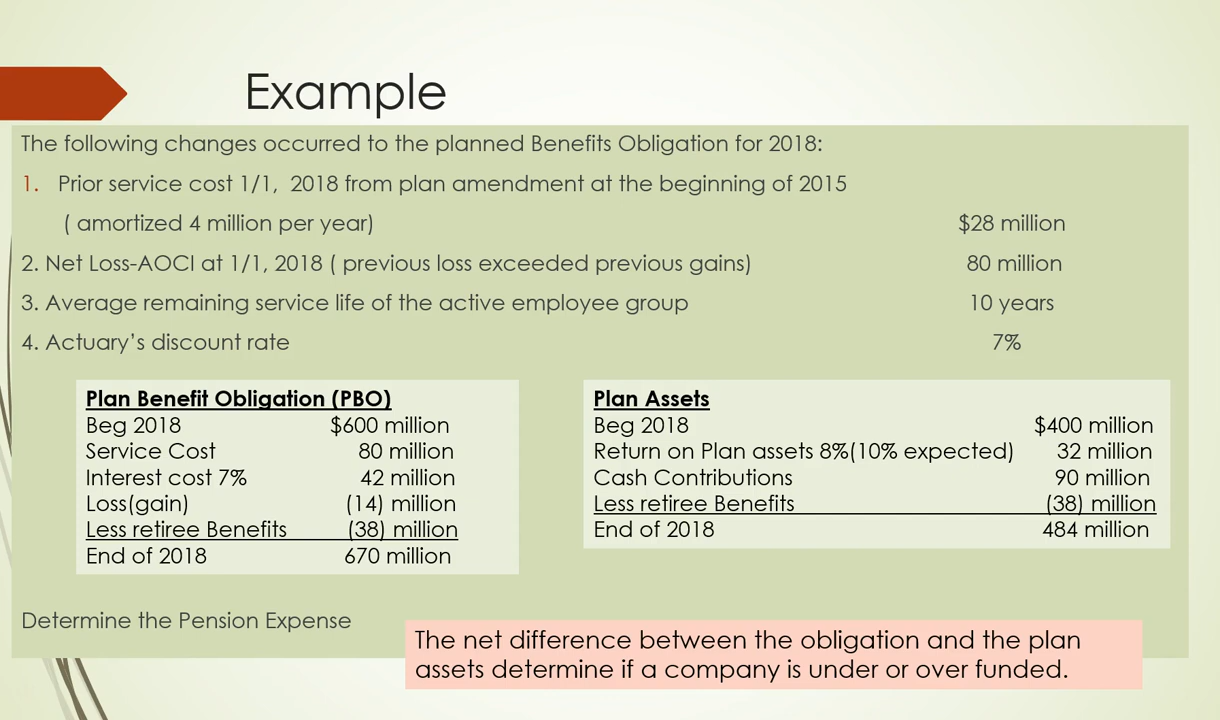 Example
The following changes occurred to the planned Benefits Obligation for 2018:
1. Prior service cost 1/1, 2018 from plan amendment at the beginning of 2015
( amortized 4 million per year) $28 million
2. Net Loss-AOCI at 1/1, 2018 ( previous loss exceeded previous gains) 80 million
3. Average remaining service life of the active employee group 10 years
4. Actuary’s discount rate 7%
Plan Benefit Obligation (PBO)
Beg 2018 $600 million
Service Cost 80 million
Interest cost 7% 42 million
Loss(gain) (14) million
Less retiree Benefits (38) million
End of 2018 670 million
Plan Assets
Beg 2018 $400 million
Return on Plan assets 8%(10% expected) 32 million
Cash Contributions 90 million
Less retiree Benefits (38) million
End of 2018 484 million
Determine the Pension Expense
The net difference between the obligation and the plan
assets determine if a company is under or over funded.